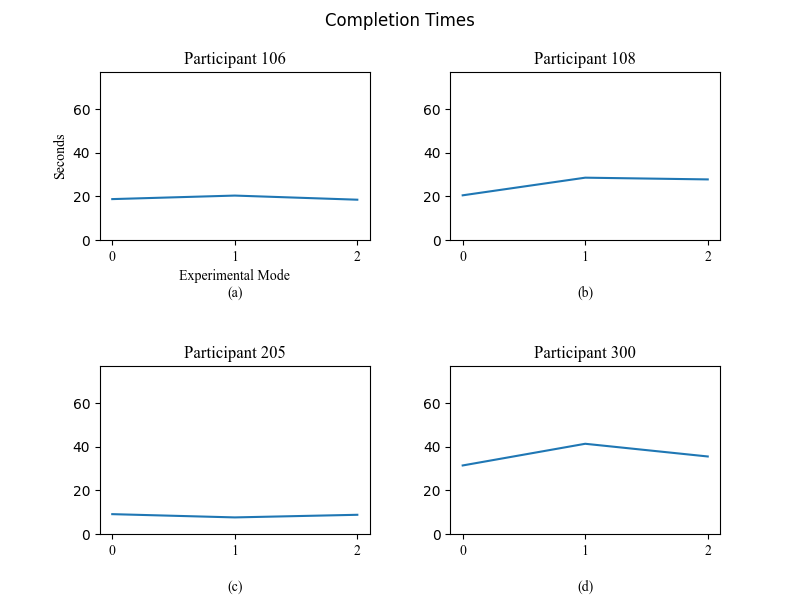 Completion Times
Participant 106
60
40
20
0
Seconds
0 1 2
Experimental Mode
(a)
Participant 108
60
40
20
0
0 1 2
(b)
Participant 205
60
40
20
0
0 1 2
(c)
Participant 300
60
40
20
0
0 1 2
(d)